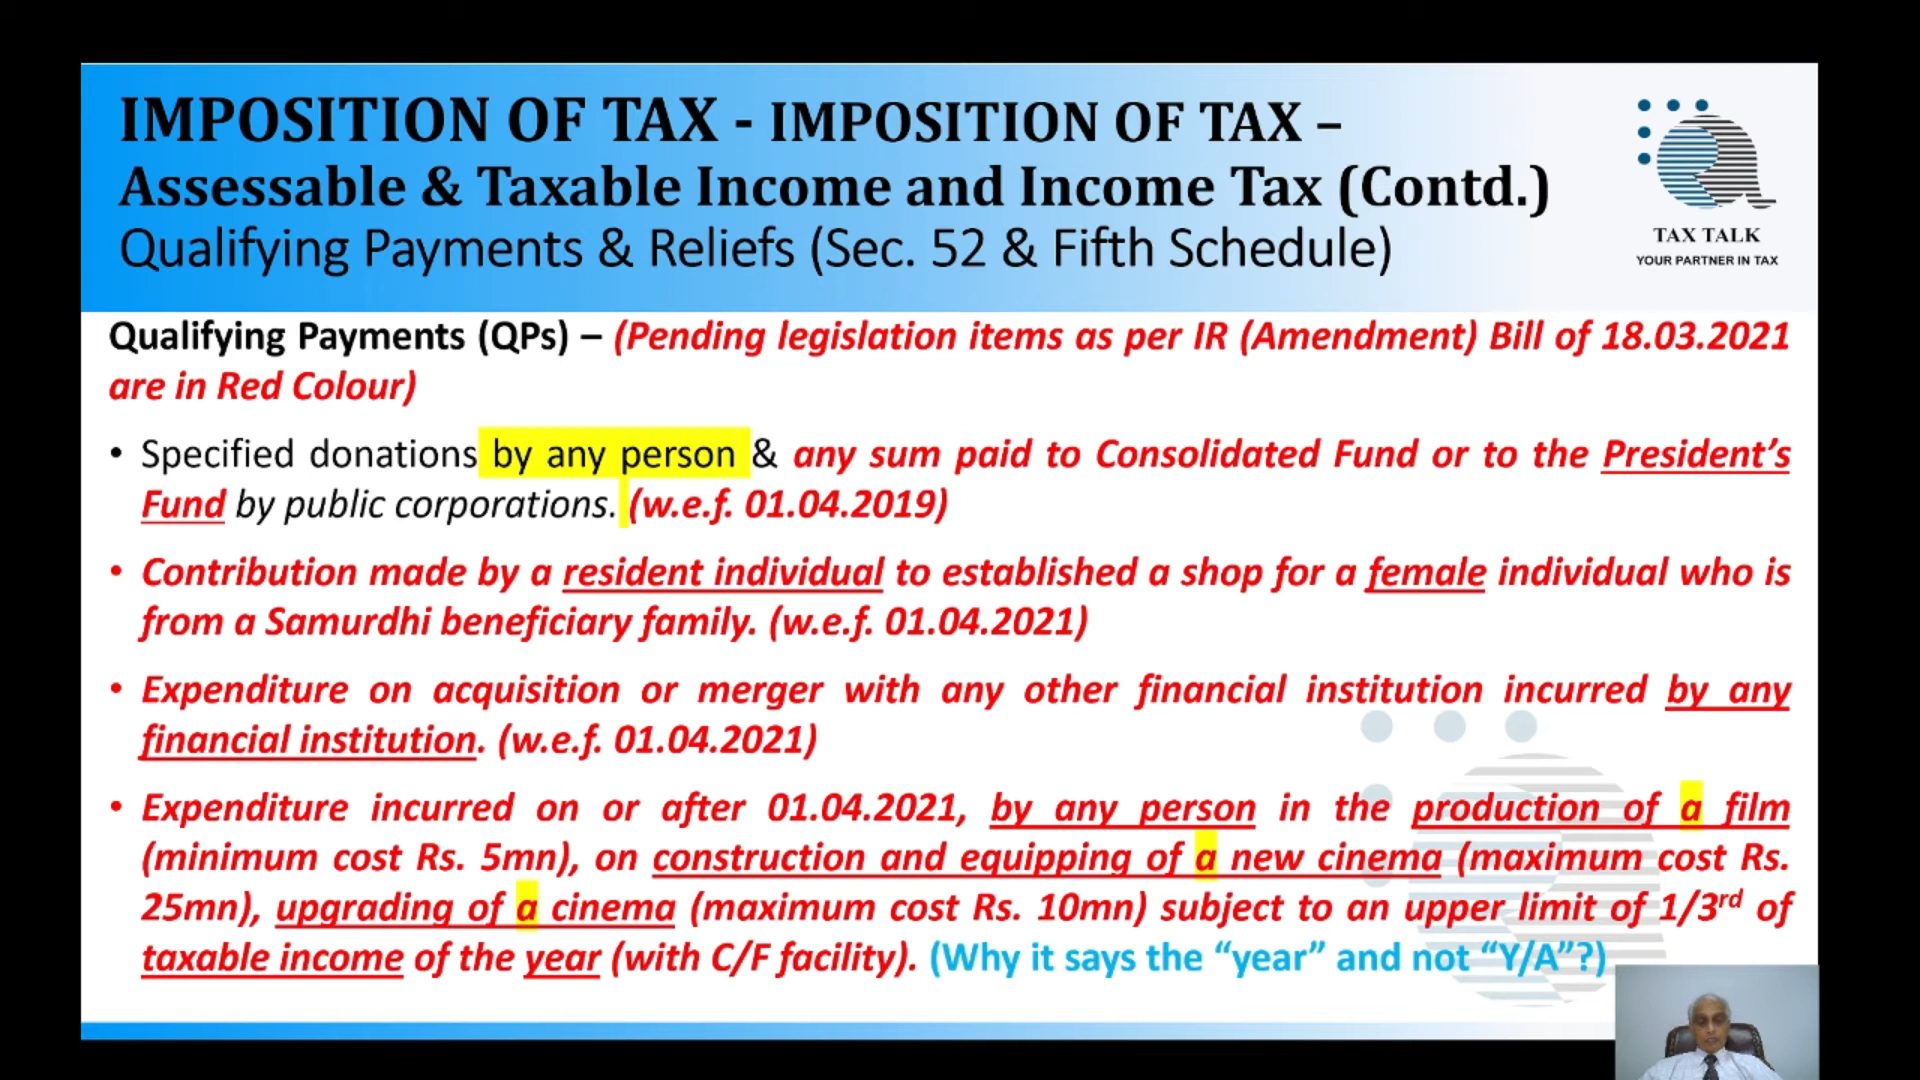 IMPOSITION OF TAX - IMPOSITION OF TAX –
Assessable & Taxable Income and Income Tax (Contd.)
Qualifying Payments & Reliefs (Sec. 52 & Fifth Schedule)
TAX TALK
YOUR PARTNER IN TAX
Qualifying Payments (QPs) – (Pending legislation items as per IR (Amendment) Bill of 18.03.2021
are in Red Colour)
• Specified donations by any person & any sum paid to Consolidated Fund or to the President’s
Fund by public corporations. (w.e.f. 01.04.2019)
• Contribution made by a resident individual to established a shop for a female individual who is
from a Samurdhi beneficiary family. (w.e.f. 01.04.2021)
• Expenditure on acquisition or merger with any other financial institution incurred by any
financial institution. (w.e.f. 01.04.2021)
• Expenditure incurred on or after 01.04.2021, by any person in the production of a film
(minimum cost Rs. 5mn), on construction and equipping of a new cinema (maximum cost Rs.
25mn), upgrading of a cinema (maximum cost Rs. 10mn) subject to an upper limit of 1/3rd of
taxable income of the year (with C/F facility). (Why it says the “year” and not “Y/A”?)